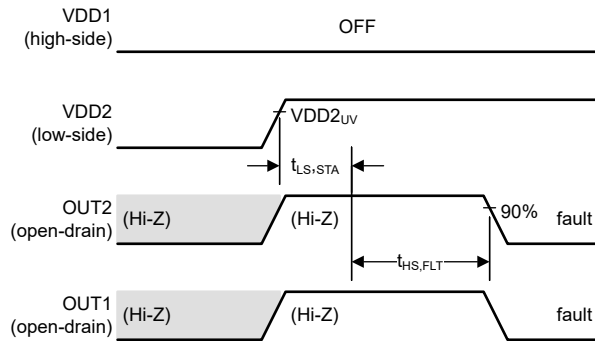 VDD1
(high-side)
OFF
VDD2
(low-side)
VDD2UV
tLS,STA
OUT2
(open-drain)
(Hi-Z)
(Hi-Z)
90%
fault
tHS,FLT
OUT1
(open-drain)
(Hi-Z)
(Hi-Z)
fault